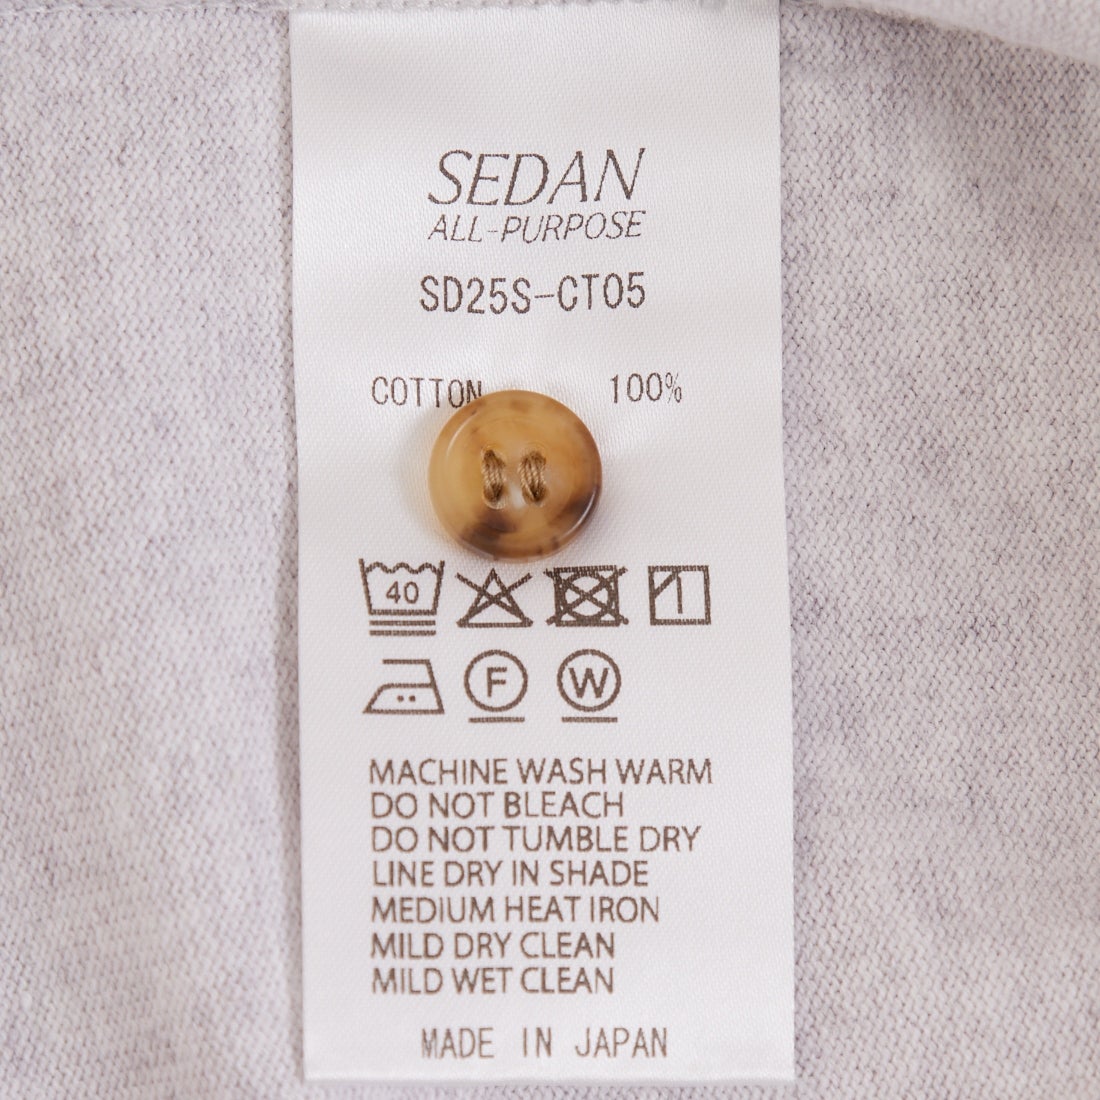 SEDAN
ALL-PURPOSE
SD25S-CT05
COTTON 100%
40
F W
MACHINE WASH WARM
DO NOT BLEACH
DO NOT TUMBLE DRY
LINE DRY IN SHADE
MEDIUM HEAT IRON
MILD DRY CLEAN
MILD WET CLEAN
MADE IN JAPAN